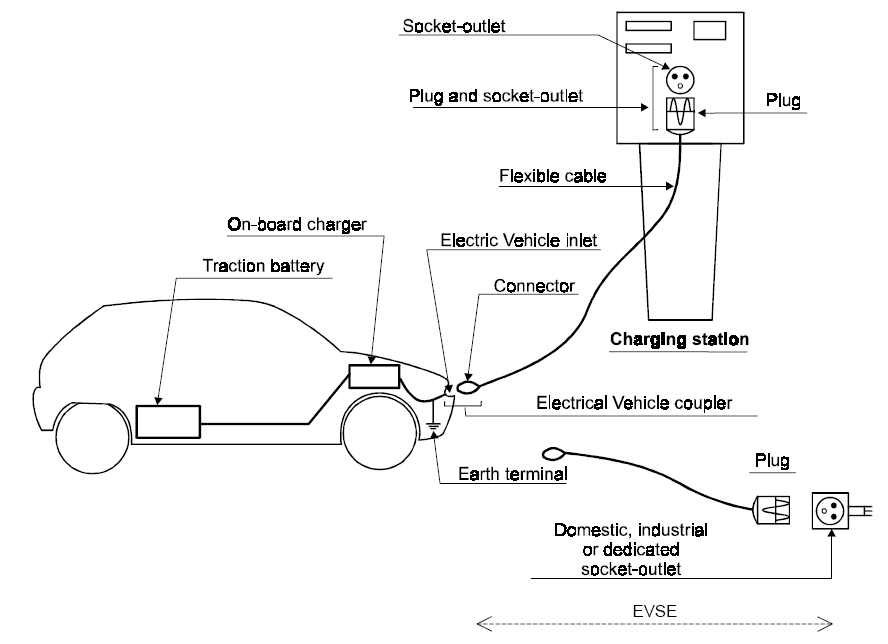 Socket-outlet
Plug and socket-outlet
Plug
Flexible cable
On-board charger
Electric Vehicle inlet
Traction battery
Connector
Charging station
Electrical Vehicle coupler
Earth terminal
Plug
Domestic, industrial
or dedicated
socket-outlet
EVSE